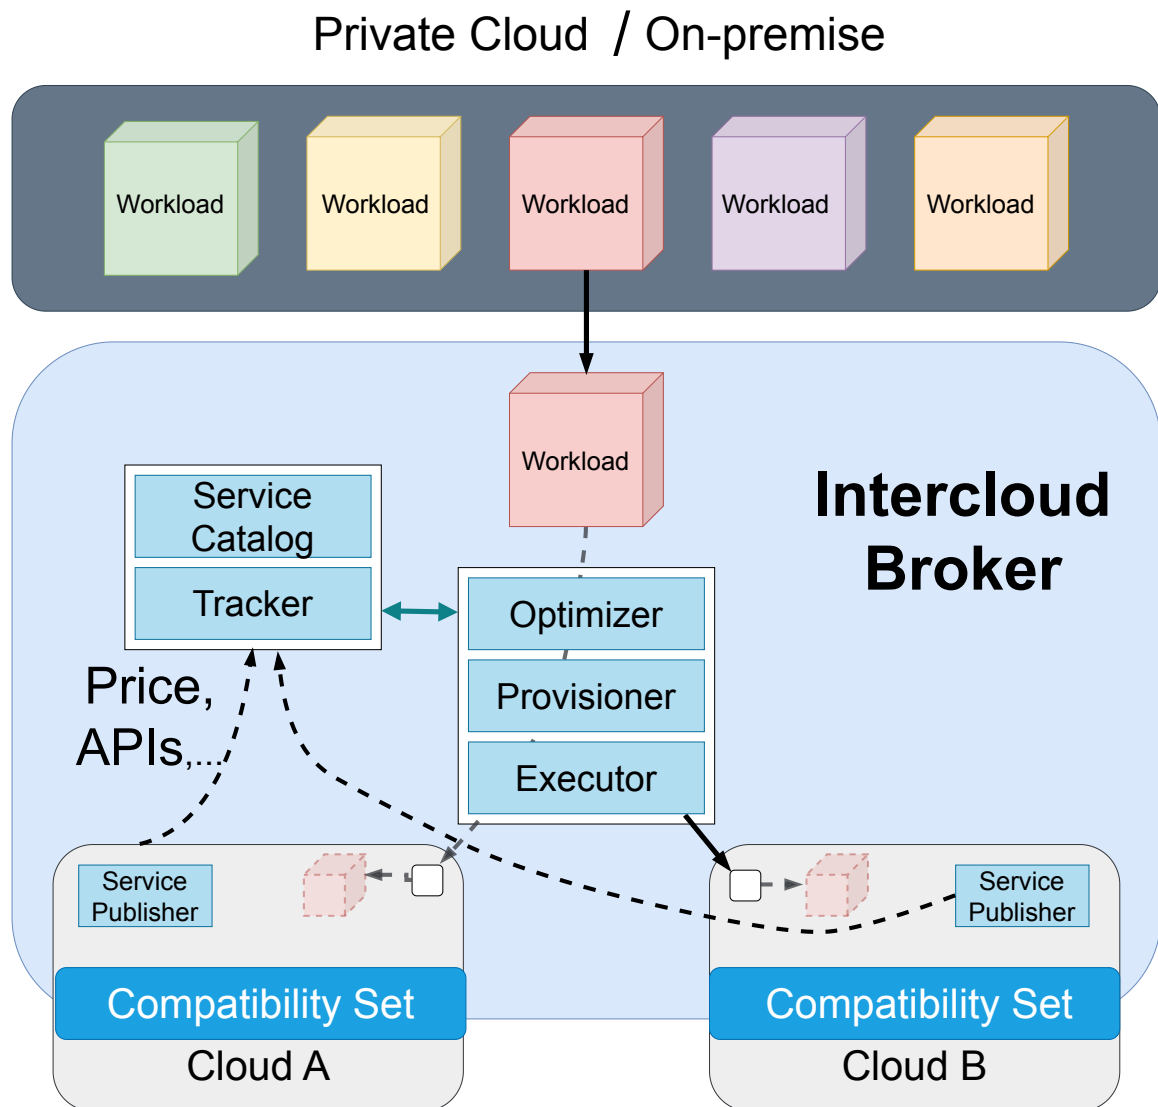 Private Cloud / On-premise
Workload
Workload
Workload
Workload
Workload
Workload
Intercloud
Broker
Service
Catalog
Tracker
Optimizer
Provisioner
Executor
Price,
APIs,...
Service
Publisher
Service
Publisher
Compatibility Set
Compatibility Set
Cloud A
Cloud B